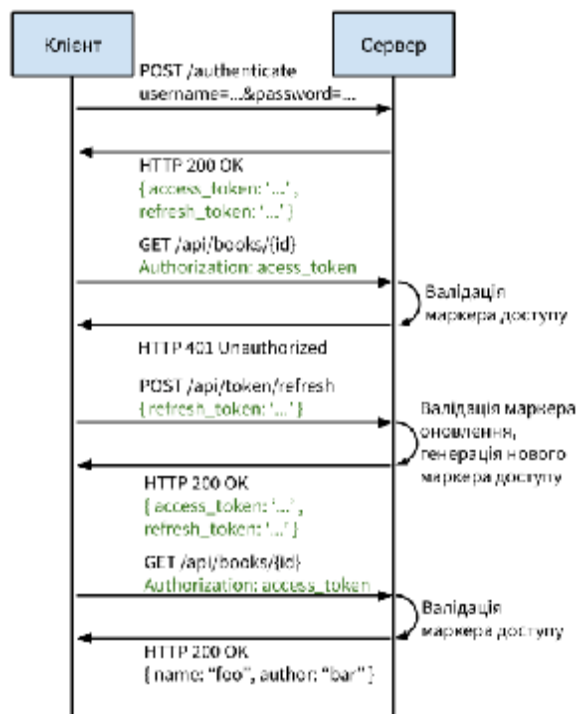 Клієнт
Сервер
POST /authenticate
username=...&password=...
HTTP 200 OK
{ access_token: '...' ,
refresh_token: '...' }
GET /api/books/{id}
Authorization: acess_token
Валідація
маркера доступу
HTTP 401 Unauthorized
POST /api/token/refresh
{ refresh_token: '...' }
Валідація маркера
оновлення,
генерація нового
маркера доступу
HTTP 200 OK
{ access_token: '...' ,
refresh_token: '...' }
GET /api/books/{id}
Authorization: access_token
Валідація
маркера доступу
HTTP 200 OK
{ name: “foo”, author: “bar” }